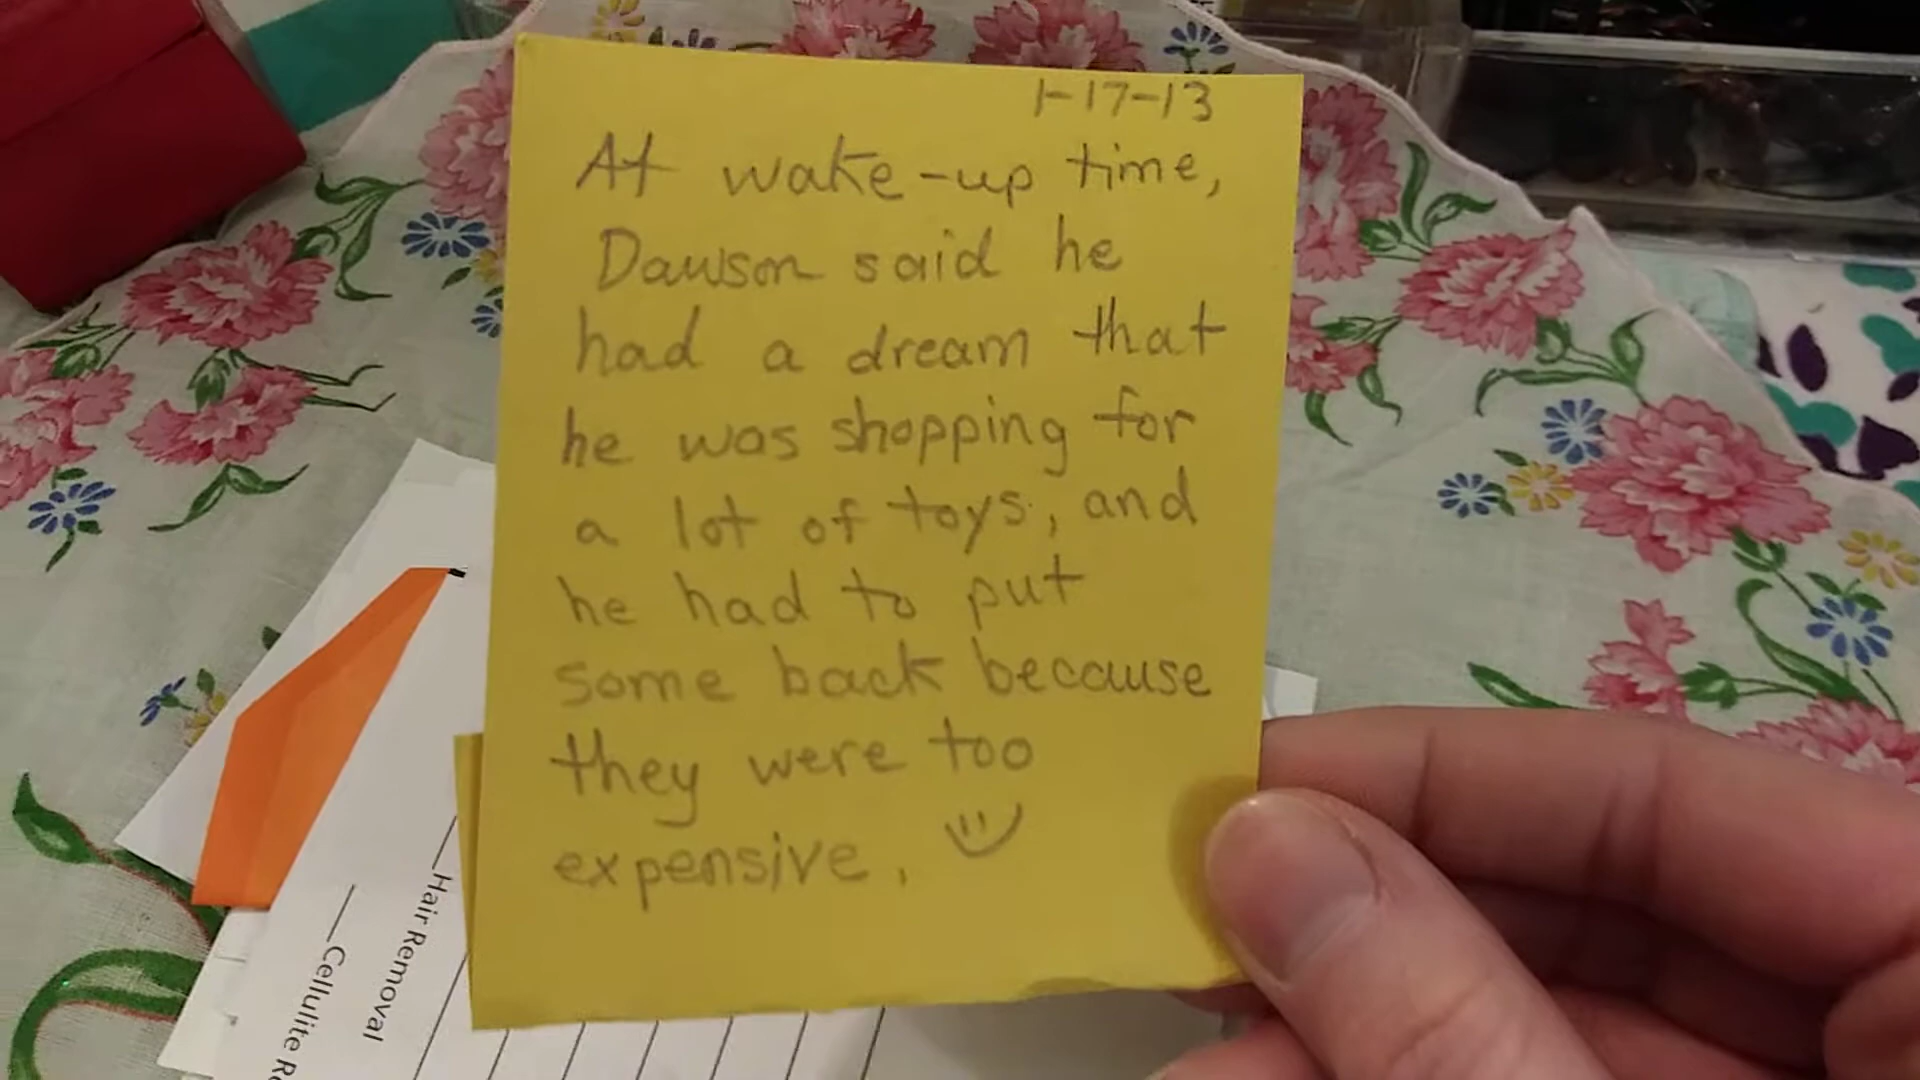 1-17-13
At wake-up time,
Dawson said he
had a dream that
he was shopping for
a lot of toys, and
he had to put
some back because
they were too
expensive.
Hair Removal
Cellulite